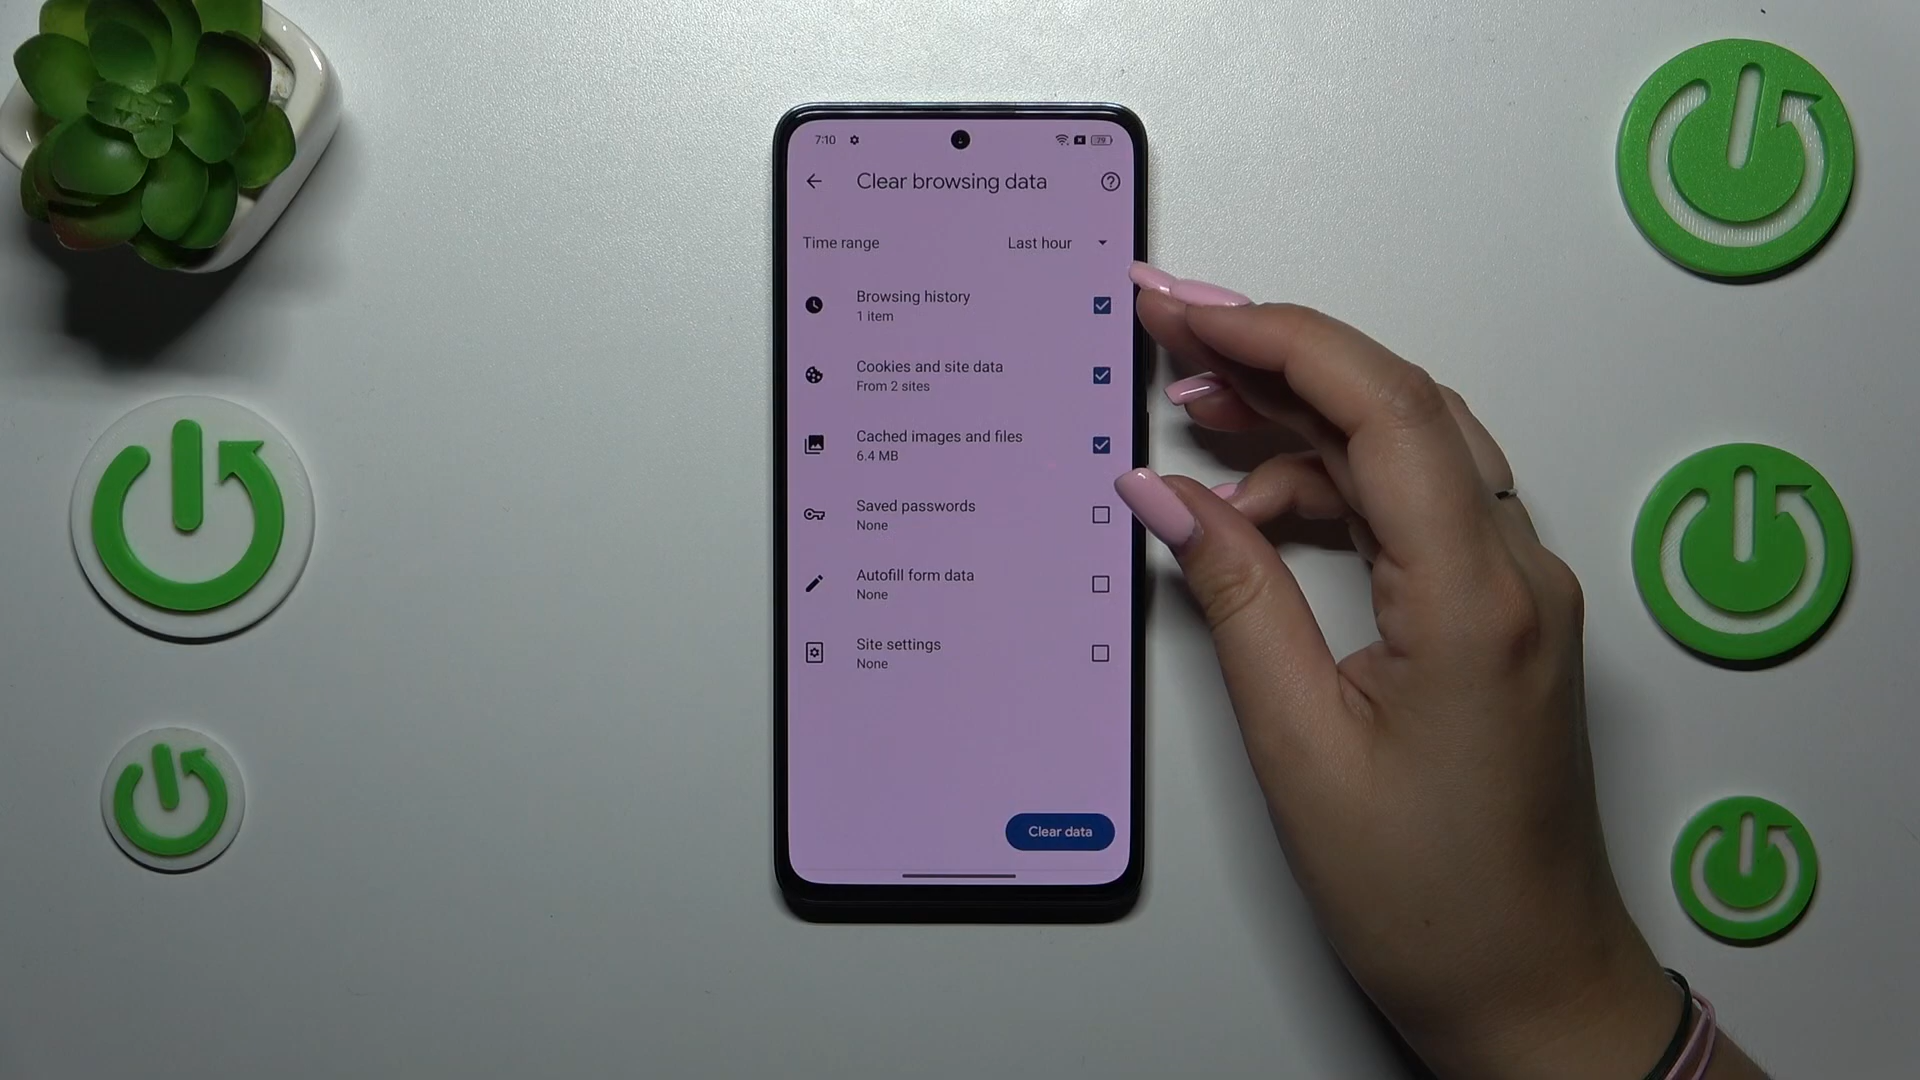 7:10
79
Clear browsing data
Time range
Last hour
Browsing history
1 item
Cookies and site data
From 2 sites
Cached images and files
6.4 MB
Saved passwords
None
Autofill form data
None
Site settings
None
Clear data